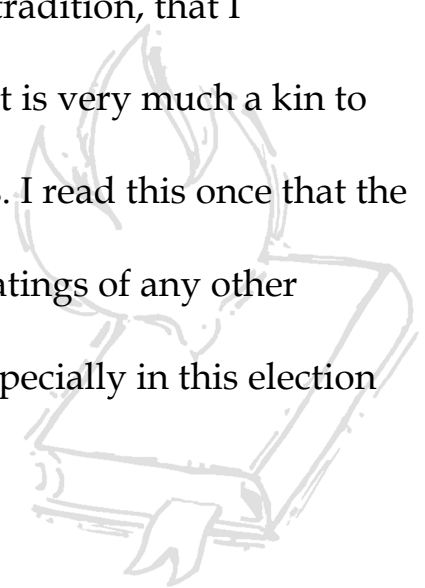 tradition, that I
t is very much a kin to
s. I read this once that the
atings of any other
pecially in this election